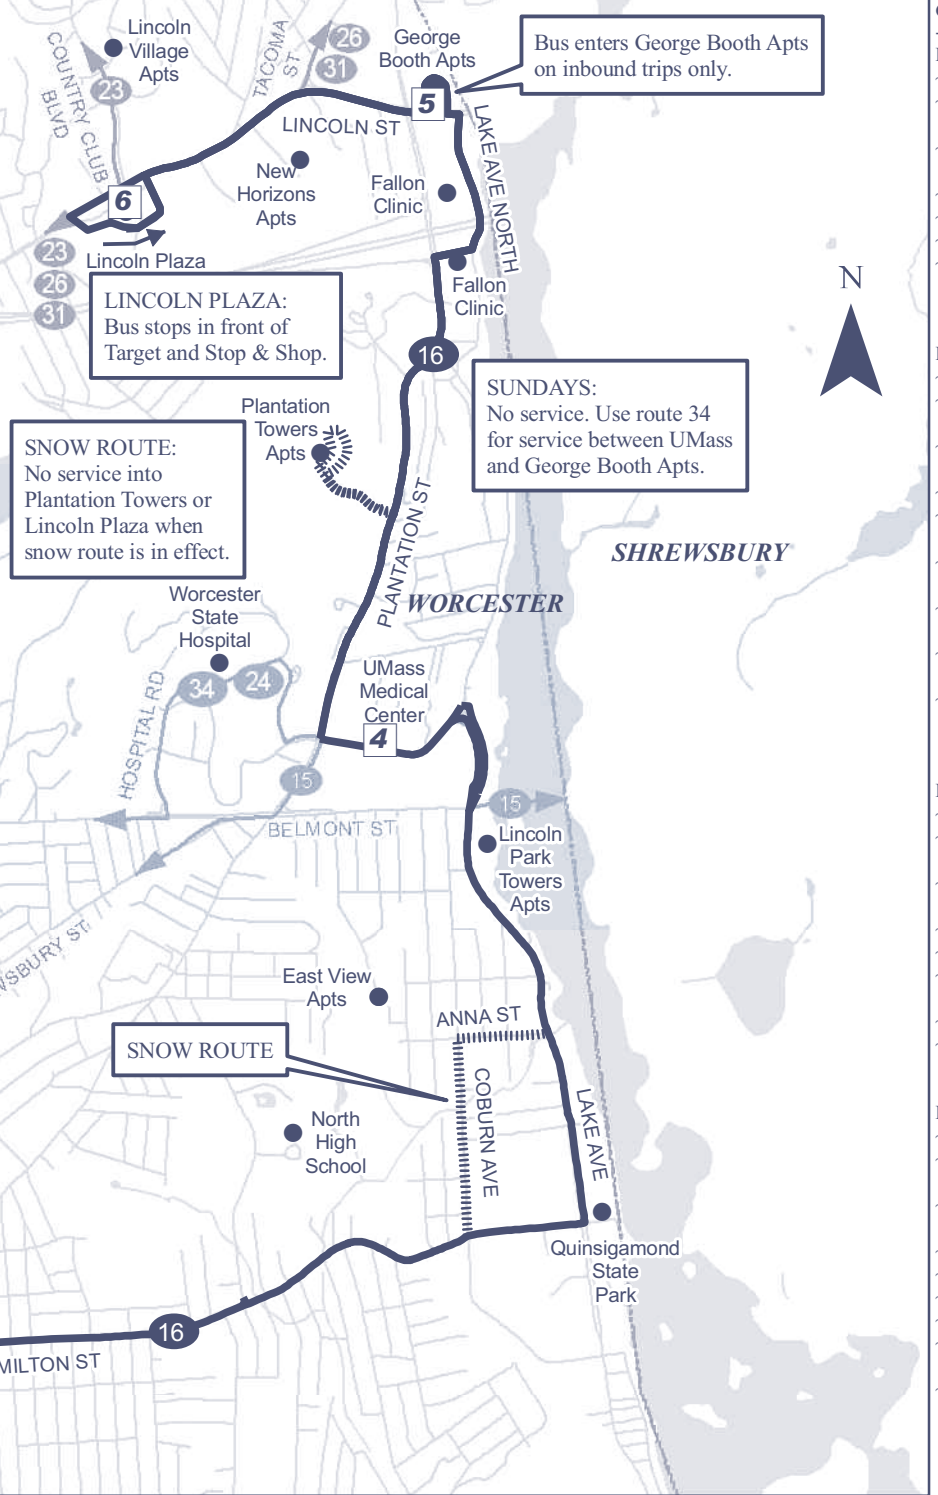 Lincoln
Village
Apts
COUNTRY CLUB
BLVD
23
TACOMA
ST
26
31
George
Booth Apts
Bus enters George Booth Apts
on inbound trips only.
5
LINCOLN ST
LAKE AVE NORTH
New
Horizons
Apts
Fallon
Clinic
6
23
26
31
Lincoln Plaza
Fallon
Clinic
N
LINCOLN PLAZA:
Bus stops in front of
Target and Stop & Shop.
16
SUNDAYS:
No service. Use route 34
for service between UMass
and George Booth Apts.
Plantation
Towers
Apts
SNOW ROUTE:
No service into
Plantation Towers or
Lincoln Plaza when
snow route is in effect.
PLANTATION ST
SHREWSBURY
WORCESTER
Worcester
State
Hospital
34
24
HOSPITAL RD
UMass
Medical
Center
4
15
15
BELMONT ST
Lincoln
Park
Towers
Apts
WSBURY ST
East View
Apts
ANNA ST
SNOW ROUTE
COBURN AVE
LAKE AVE
North
High
School
Quinsigamond
State
Park
16
MILTON ST